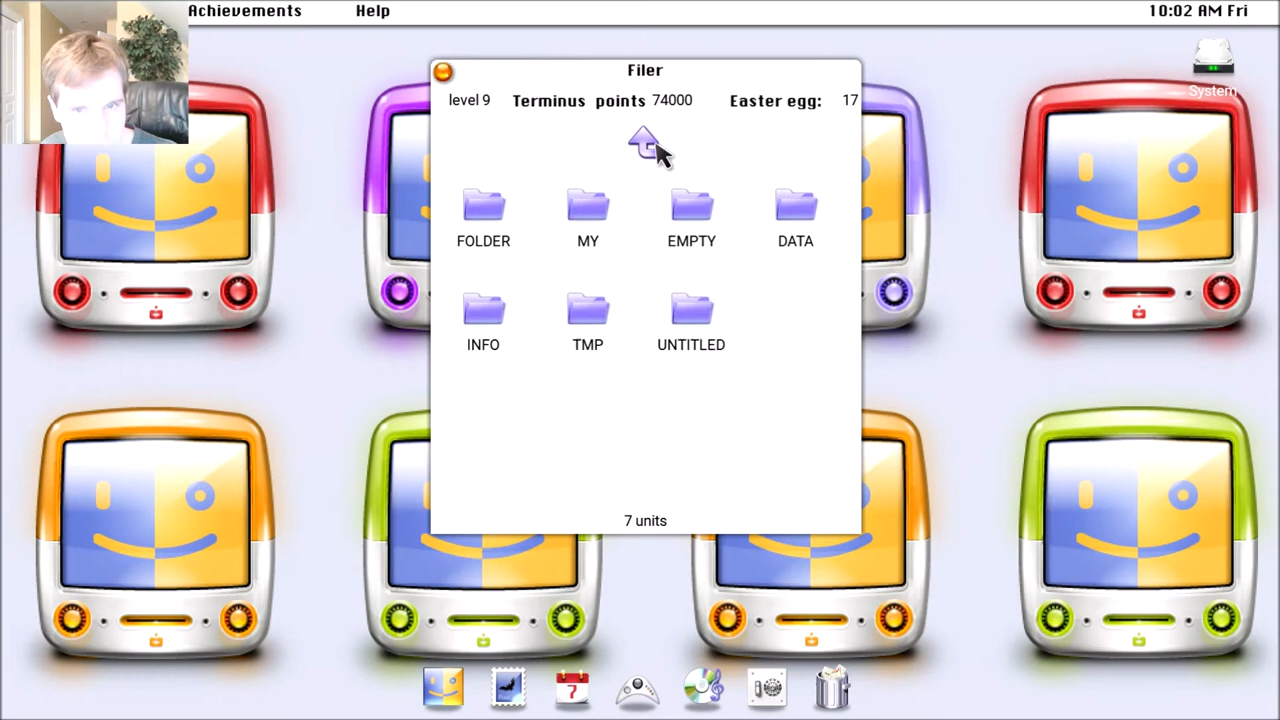 Achievements Help 10:02 AM Fri
Filer
level 9 Terminus points 74000 Easter egg: 17
System
FOLDER MY EMPTY DATA
INFO TMP UNTITLED
7 units
7